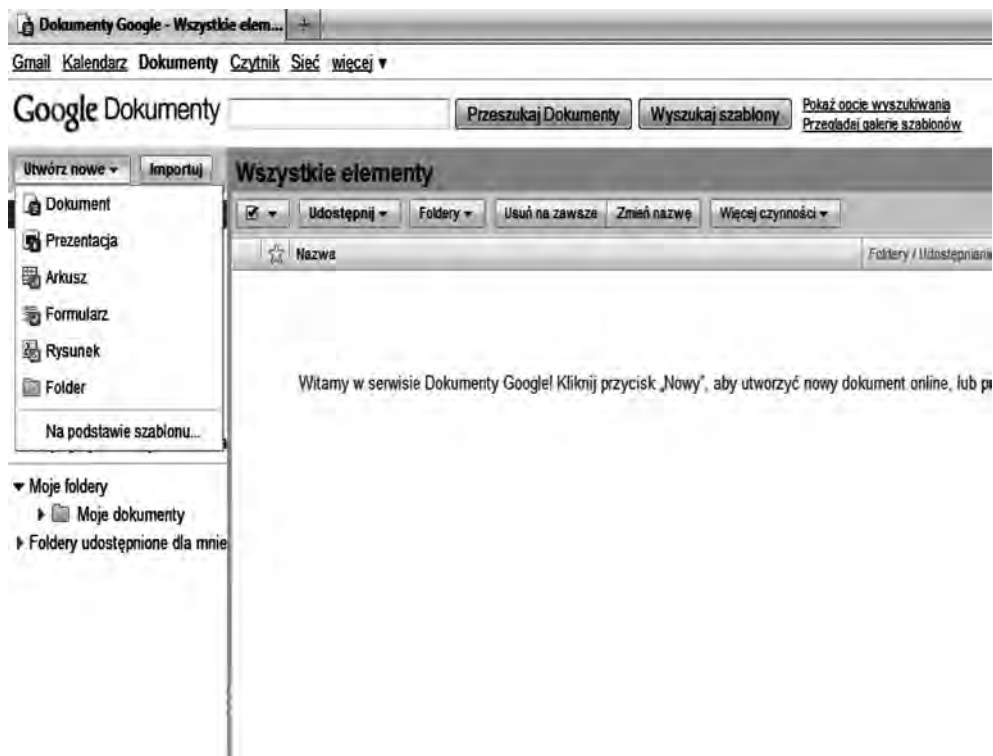 Dokumenty Google - Wszystkie elem... +
Gmail Kalendarz Dokumenty Czytnik Sieć więcej ▼
Google Dokumenty Przeszukaj Dokumenty Wyszukaj szablony Pokaż opcje wyszukiwania
Przeglądaj galerię szablonów
Utwórz nowe Importuj Wszystkie elementy
Dokument
Prezentacja
Arkusz
Formularz
Rysunek
Folder
Na podstawie szablonu...
Moje foldery
Moje dokumenty
Foldery udostępnione dla mnie
Udostępnij Foldery Usuń na zawsze Zmień nazwę Więcej czynności
Nazwa Foldery / Udostępniani
Witamy w serwisie Dokumenty Google! Kliknij przycisk „Nowy”, aby utworzyć nowy dokument online, lub